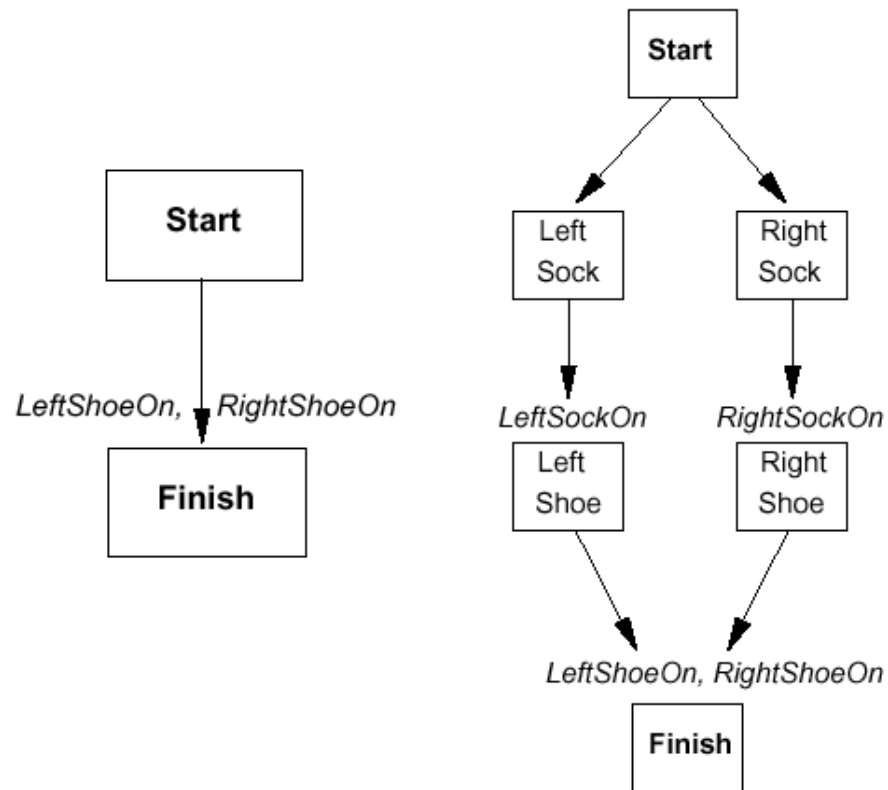 Start
LeftShoeOn, RightShoeOn
Finish
Start
Left
Sock
Right
Sock
LeftSockOn
RightSockOn
Left
Shoe
Right
Shoe
LeftShoeOn, RightShoeOn
Finish